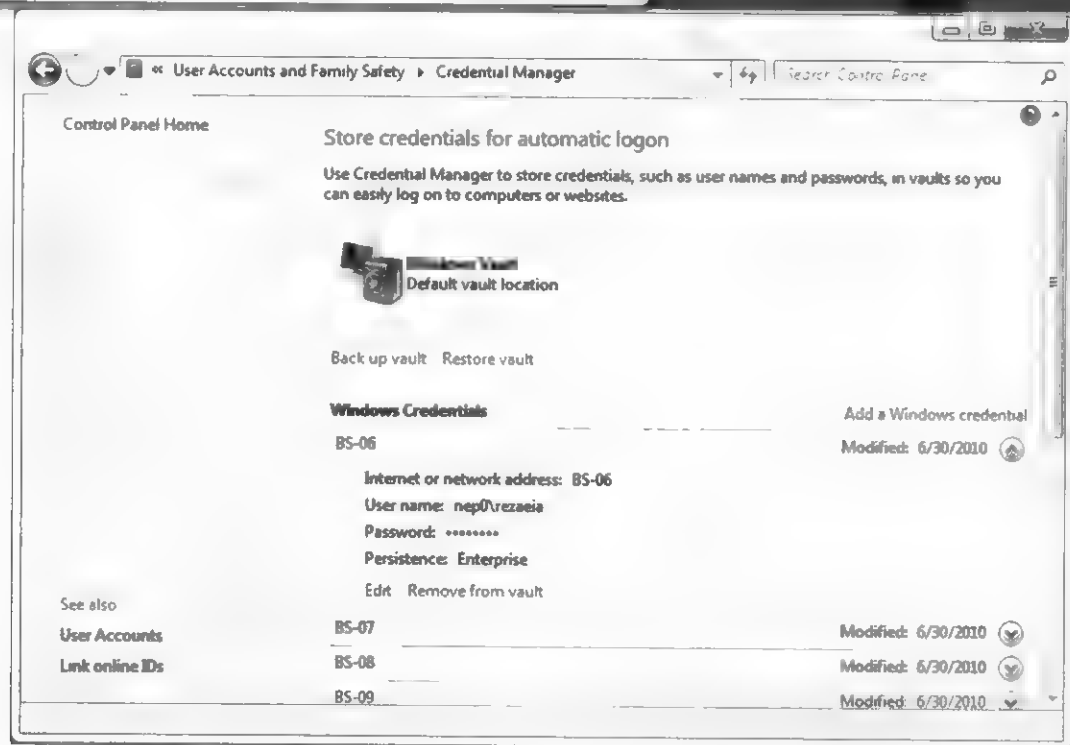 « User Accounts and Family Safety ▸ Credential Manager
Search Control Pane
Control Panel Home
Store credentials for automatic logon
Use Credential Manager to store credentials, such as user names and passwords, in vaults so you
can easily log on to computers or websites.
Windows Vault
Default vault location
Back up vault Restore vault
Windows Credentials Add a Windows credential
BS-06 Modified: 6/30/2010
Internet or network address: BS-06
User name: nep0\rezaeia
Password: ••••••••
Persistence: Enterprise
Edit Remove from vault
See also
User Accounts
Link online IDs
BS-07 Modified: 6/30/2010
BS-08 Modified: 6/30/2010
BS-09 Modified: 6/30/2010